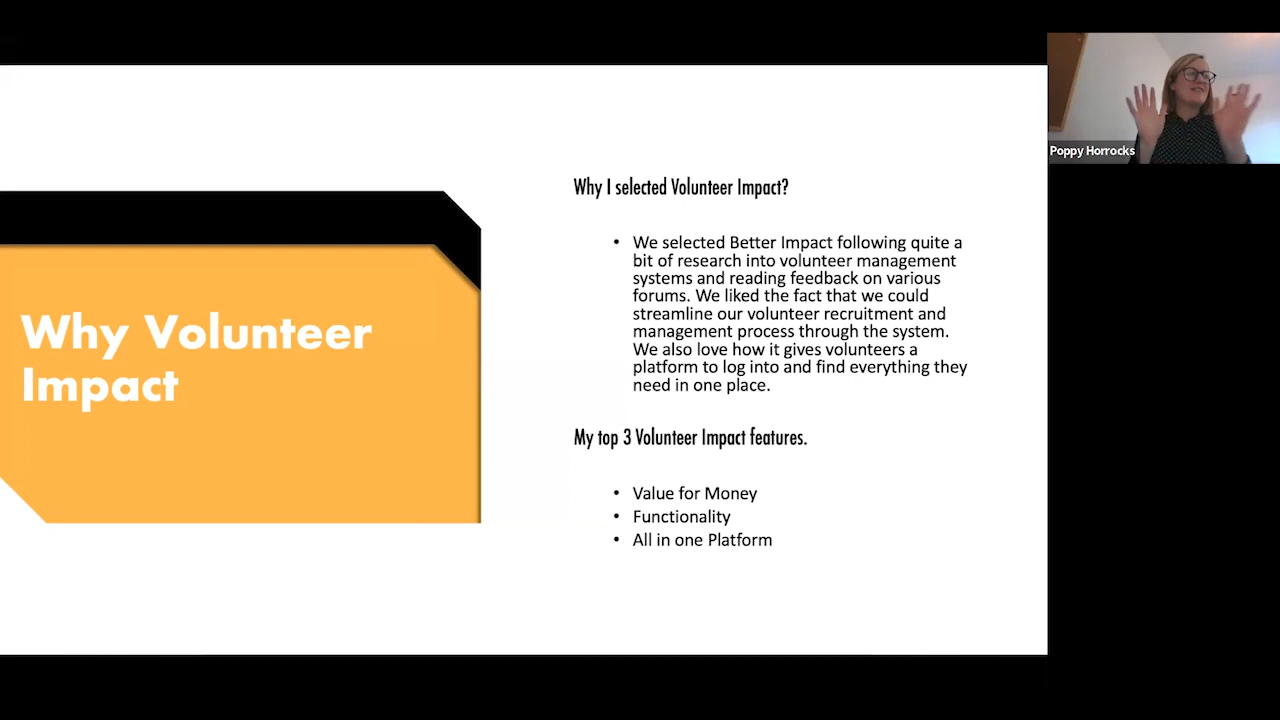 Poppy Horrocks
Why Volunteer
Impact
Why I selected Volunteer Impact?
• We selected Better Impact following quite a
bit of research into volunteer management
systems and reading feedback on various
forums. We liked the fact that we could
streamline our volunteer recruitment and
management process through the system.
We also love how it gives volunteers a
platform to log into and find everything they
need in one place.
My top 3 Volunteer Impact features.
• Value for Money
• Functionality
• All in one Platform